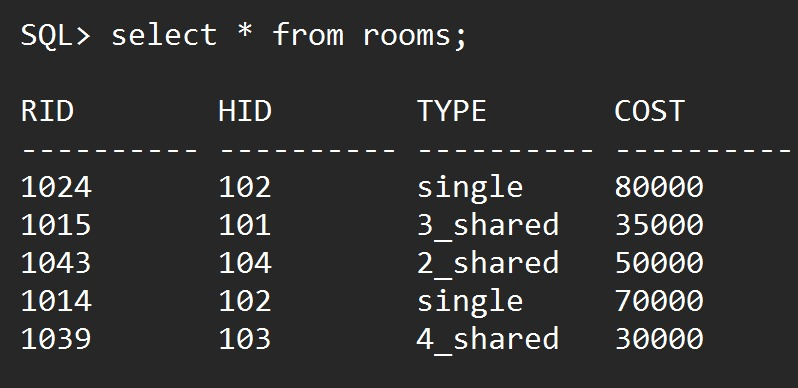 SQL> select * from rooms;
RID HID TYPE COST
---------- ---------- ---------- ----------
1024 102 single 80000
1015 101 3_shared 35000
1043 104 2_shared 50000
1014 102 single 70000
1039 103 4_shared 30000